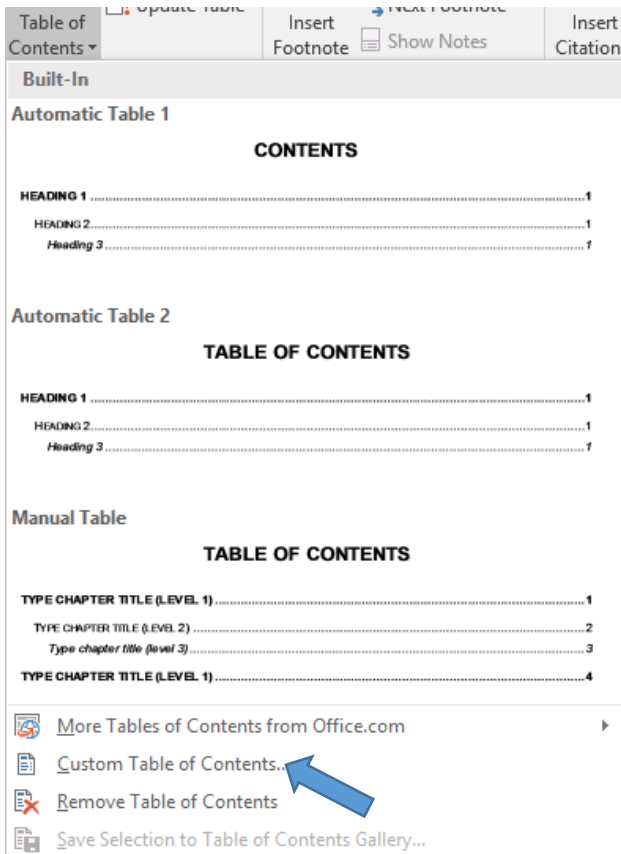 Table of
Contents
Update Table
Insert
Footnote
Next Footnote
Show Notes
Insert
Citation
Built-In
Automatic Table 1
CONTENTS
HEADING 1 ........................................ 1
HEADING 2 ........................................ 1
Heading 3 ........................................ 1
Automatic Table 2
TABLE OF CONTENTS
HEADING 1 ........................................ 1
HEADING 2 ........................................ 1
Heading 3 ........................................ 1
Manual Table
TABLE OF CONTENTS
TYPE CHAPTER TITLE (LEVEL 1) ........................................ 1
TYPE CHAPTER TITLE (LEVEL 2) ........................................ 2
Type chapter title (level 3) ........................................ 3
TYPE CHAPTER TITLE (LEVEL 1) ........................................ 4
More Tables of Contents from Office.com
Custom Table of Contents..
Remove Table of Contents
Save Selection to Table of Contents Gallery...